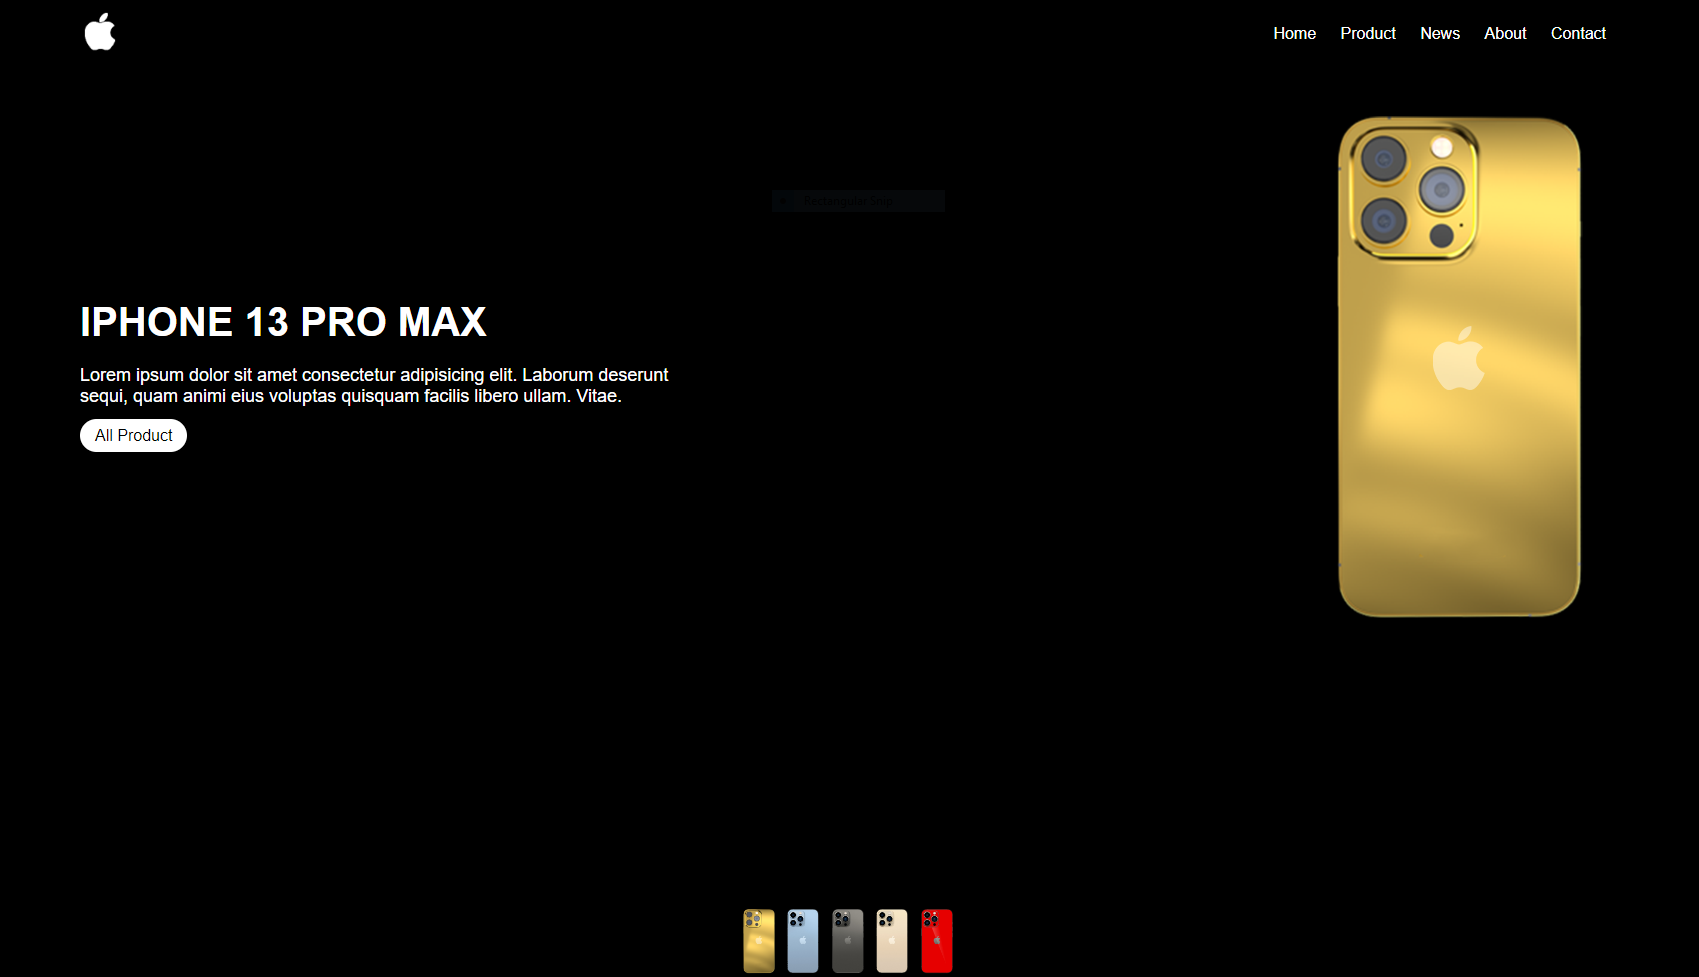 Home Product News About Contact
Rectangular Snip
IPHONE 13 PRO MAX
Lorem ipsum dolor sit amet consectetur adipisicing elit. Laborum deserunt
sequi, quam animi eius voluptas quisquam facilis libero ullam. Vitae.
All Product